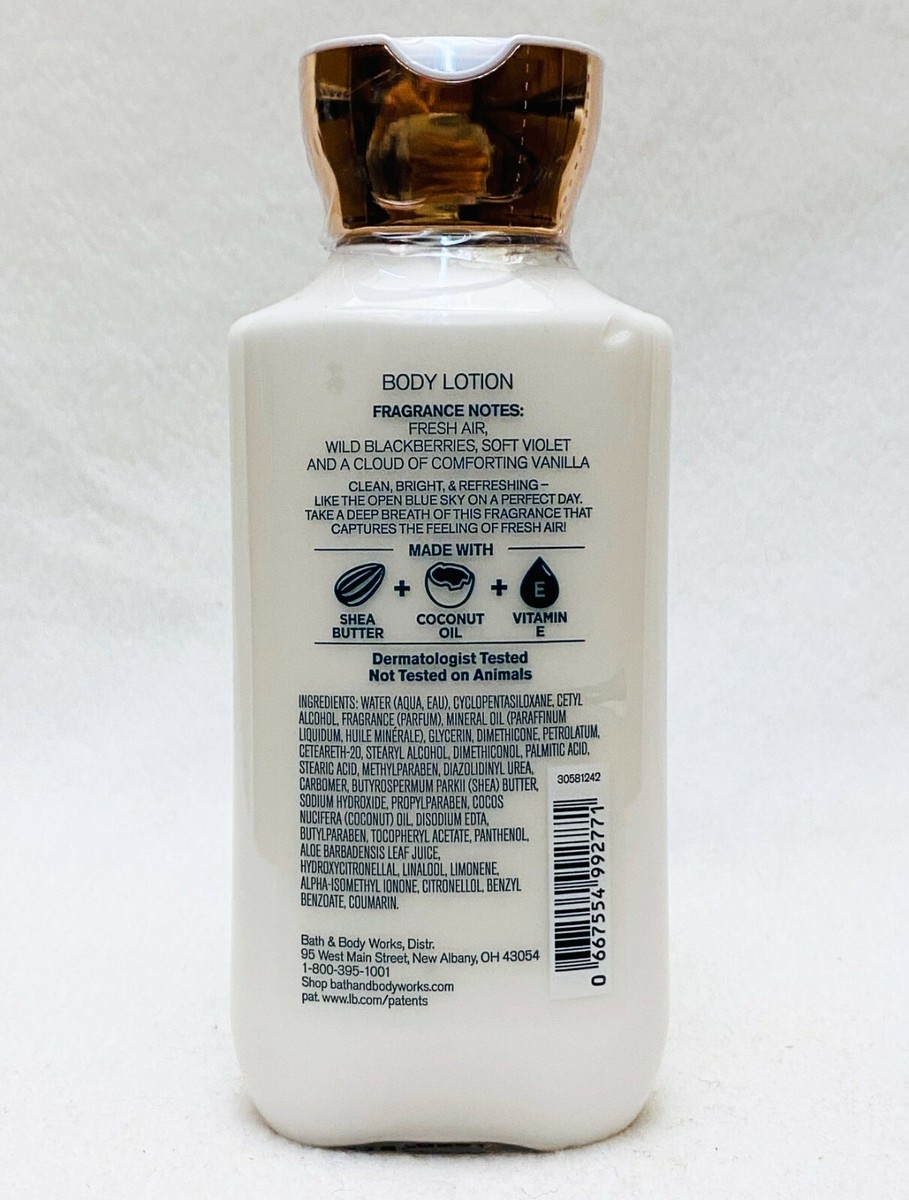 BODY LOTION
FRAGRANCE NOTES:
FRESH AIR,
WILD BLACKBERRIES, SOFT VIOLET
AND A CLOUD OF COMFORTING VANILLA
CLEAN, BRIGHT, & REFRESHING –
LIKE THE OPEN BLUE SKY ON A PERFECT DAY.
TAKE A DEEP BREATH OF THIS FRAGRANCE THAT
CAPTURES THE FEELING OF FRESH AIR!
MADE WITH
+ + E
SHEA COCONUT VITAMIN
BUTTER OIL E
Dermatologist Tested
Not Tested on Animals
INGREDIENTS: WATER (AQUA, EAU), CYCLOPENTASILOXANE, CETYL
ALCOHOL, FRAGRANCE (PARFUM), MINERAL OIL (PARAFFINUM
LIQUIDUM, HUILE MINÉRALE), GLYCERIN, DIMETHICONE, PETROLATUM,
CETEARETH-20, STEARYL ALCOHOL, DIMETHICONOL, PALMITIC ACID,
STEARIC ACID, METHYLPARABEN, DIAZOLIDINYL UREA,
CARBOMER, BUTYROSPERMUM PARKII (SHEA) BUTTER,
SODIUM HYDROXIDE, PROPYLPARABEN, COCOS
NUCIFERA (COCONUT) OIL, DISODIUM EDTA,
BUTYLPARABEN, TOCOPHERYL ACETATE, PANTHENOL,
ALOE BARBADENSIS LEAF JUICE,
HYDROXYCITRONELLAL, LINALOOL, LIMONENE,
ALPHA-ISOMETHYL IONONE, CITRONELLOL, BENZYL
BENZOATE, COUMARIN.
30581242
0 667554 992771
Bath & Body Works, Distr.
95 West Main Street, New Albany, OH 43054
1-800-395-1001
Shop bathandbodyworks.com
pat. www.lb.com/patents